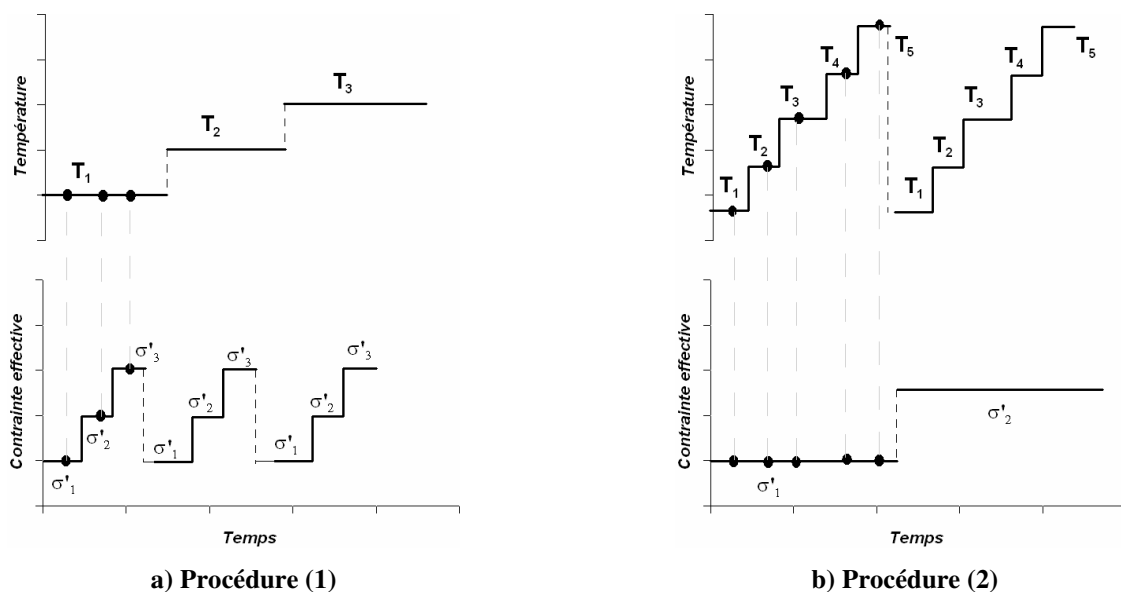 Température
T1
T2
T3
Contrainte effective
σ'1
σ'2
σ'3
σ'1
σ'2
σ'3
σ'1
σ'2
σ'3
Temps
a) Procédure (1)
Température
T1
T2
T3
T4
T5
T1
T2
T3
T4
T5
Contrainte effective
σ'1
σ'2
Temps
b) Procédure (2)